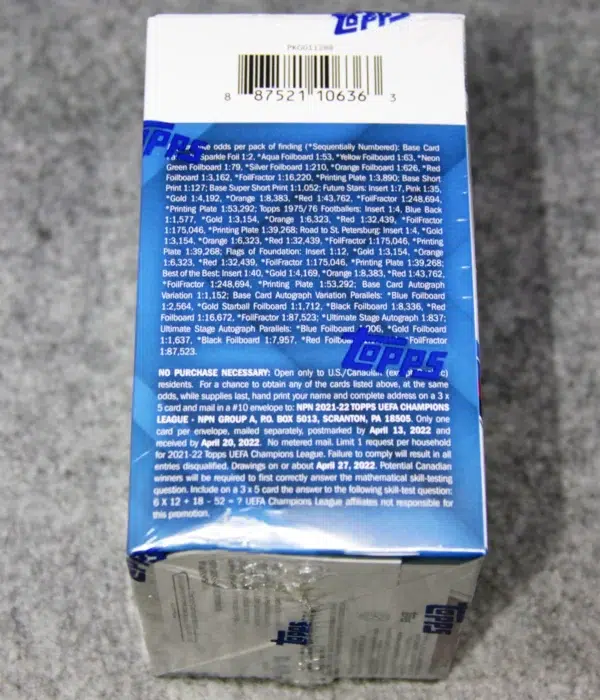 Topps
PK0011288
8 87521 10636 3
Topps
odds per pack of finding (*Sequentially Numbered): Base Card
Sparkle Foil 1:2, *Aqua Foilboard 1:53, *Yellow Foilboard 1:63, *Neon
Green Foilboard 1:79, *Silver Foilboard 1:210, *Orange Foilboard 1:626, *Red
Foilboard 1:3,162, *FoilFractor 1:16,220, *Printing Plate 1:3,890; Base Short
Print 1:127; Base Super Short Print 1:1,052; Future Stars: Insert 1:7, Pink 1:35,
*Gold 1:4,192, *Orange 1:8,383, *Red 1:43,762, *FoilFractor 1:248,694,
*Printing Plate 1:53,292; Topps 1975/76 Footballers: Insert 1:4, Blue Back
1:1,577, *Gold 1:3,154, *Orange 1:6,323, *Red 1:32,439, *FoilFractor
1:175,046, *Printing Plate 1:39,268; Road to St. Petersburg: Insert 1:4, *Gold
1:3,154, *Orange 1:6,323, *Red 1:32,439, *FoilFractor 1:175,046, *Printing
Plate 1:39,268; Flags of Foundation: Insert 1:12, *Gold 1:3,154, *Orange
1:6,323, *Red 1:32,439, *FoilFractor 1:175,046, *Printing Plate 1:39,268;
Best of the Best: Insert 1:40, *Gold 1:4,169, *Orange 1:8,383, *Red 1:43,762,
*FoilFractor 1:248,694, *Printing Plate 1:53,292; Base Card Autograph
Variation 1:1,152; Base Card Autograph Variation Parallels: *Blue Foilboard
1:2,564, *Gold Starball Foilboard 1:1,712, *Black Foilboard 1:8,336, *Red
Foilboard 1:16,672, *FoilFractor 1:87,523; *Ultimate Stage Autograph 1:837;
Ultimate Stage Autograph Parallels: *Blue Foilboard *Gold Foilboard
1:1,637, *Black Foilboard 1:7,957, *Red FoilFractor
1:87,523.
Topps
NO PURCHASE NECESSARY: Open only to U.S./Canadian
residents. For a chance to obtain any of the cards listed above, at the same
odds, while supplies last, hand print your name and complete address on a 3 x
5 card and mail in a #10 envelope to: NPN 2021-22 TOPPS UEFA CHAMPIONS
LEAGUE - NPN GROUP A, P.O. BOX 5013, SCRANTON, PA 18505. Only one
card per envelope, mailed separately, postmarked by April 13, 2022 and
received by April 20, 2022. No metered mail. Limit 1 request per household
for 2021-22 Topps UEFA Champions League. Failure to comply will result in all
entries disqualified. Drawings on or about April 27, 2022. Potential Canadian
winners will be required to first correctly answer the mathematical skill-testing
question. Include on a 3 x 5 card the answer to the following skill-test question:
6 X 12 + 18 - 52 = ? UEFA Champions League affiliates not responsible for
this promotion.
Topps
Topps